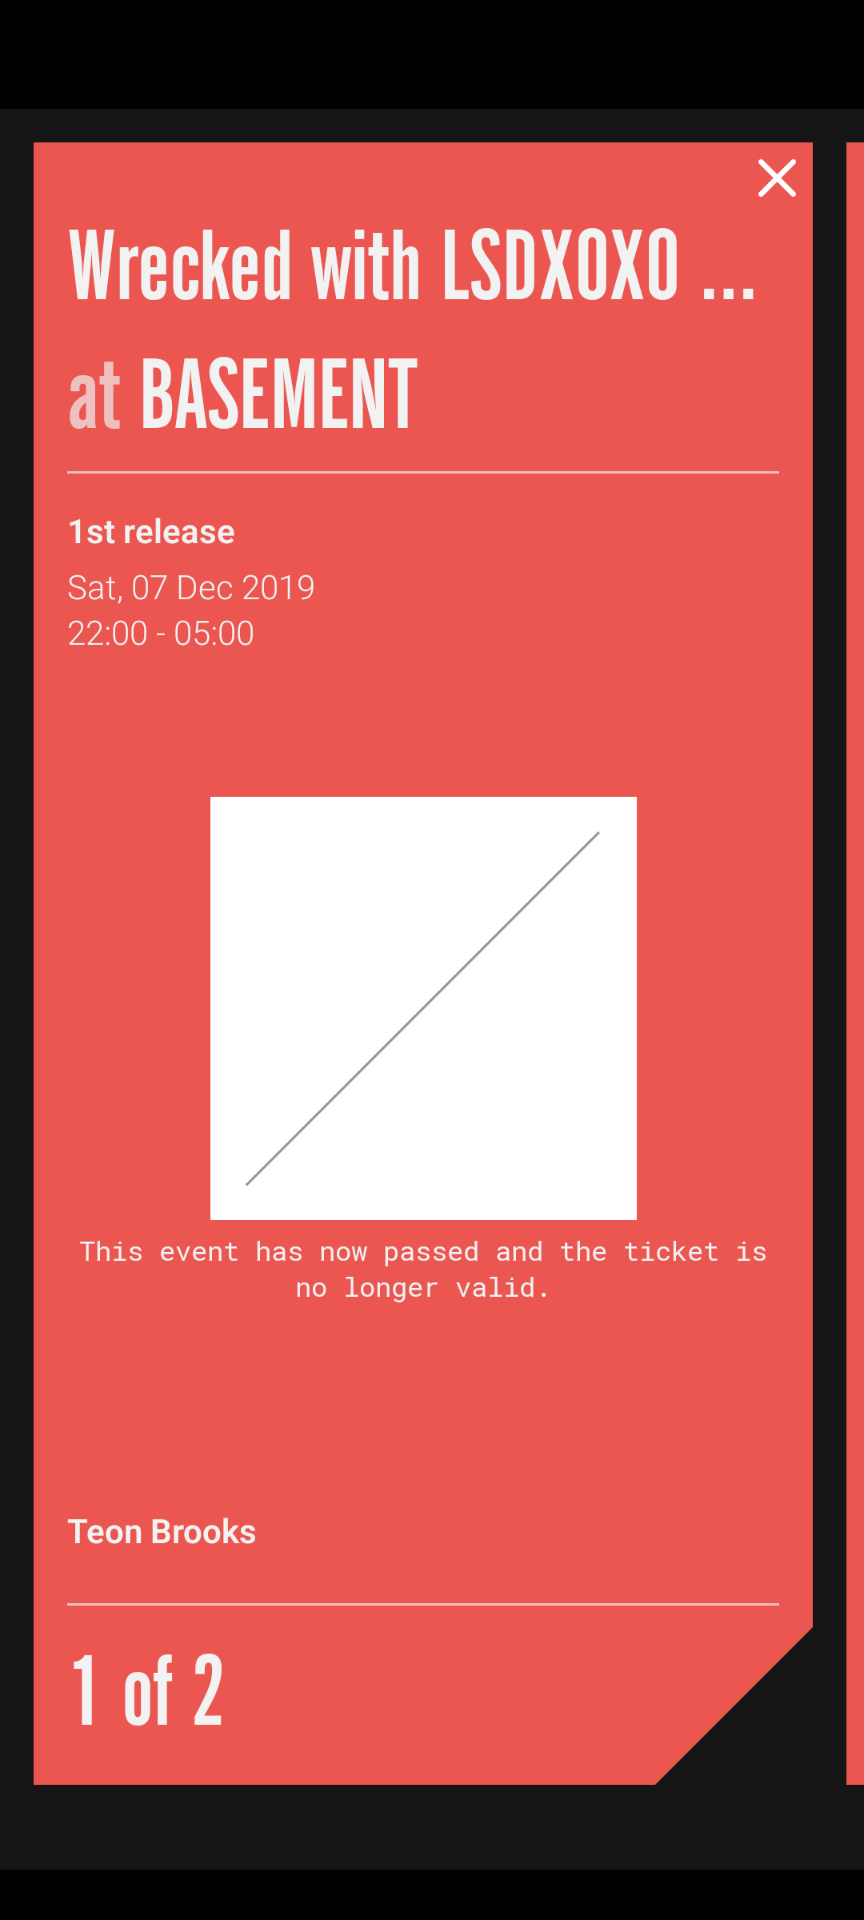 Wrecked with LSDXOXO ...
at BASEMENT
1st release
Sat, 07 Dec 2019
22:00 - 05:00
This event has now passed and the ticket is
no longer valid.
Teon Brooks
1 of 2